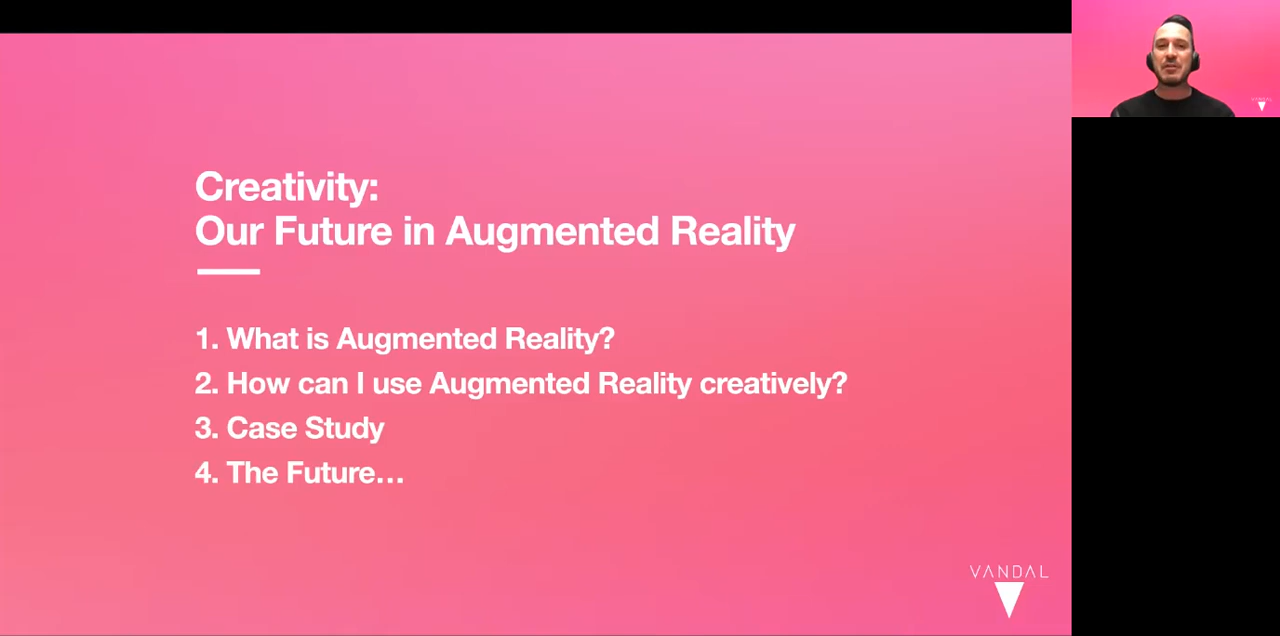 Creativity:
Our Future in Augmented Reality
1. What is Augmented Reality?
2. How can I use Augmented Reality creatively?
3. Case Study
4. The Future...
VANDAL
VANDAL